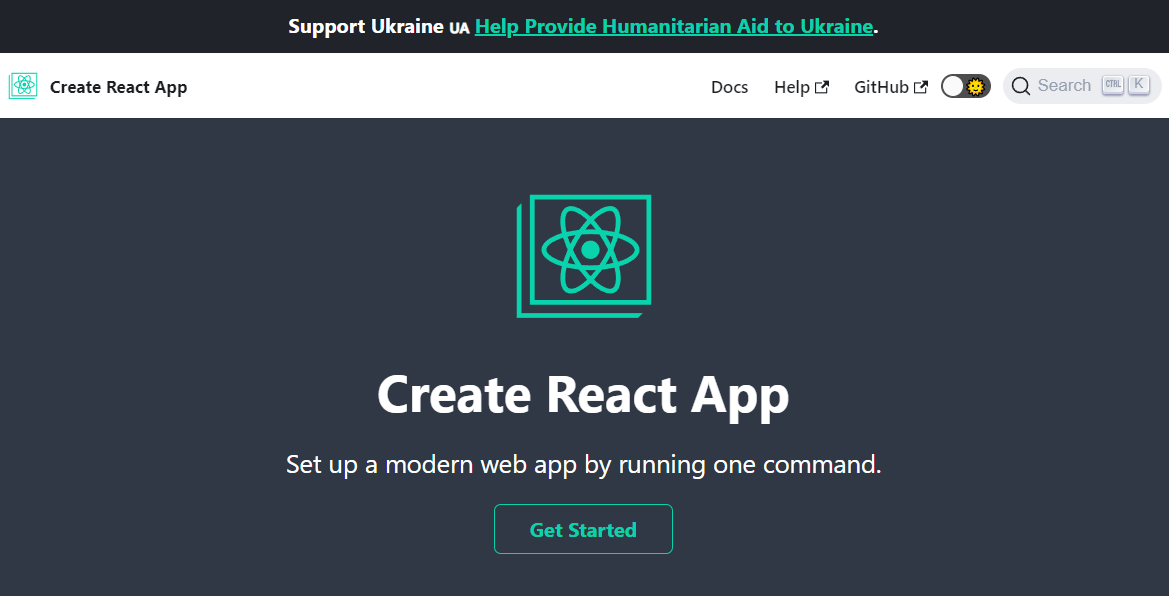 Support Ukraine UA Help Provide Humanitarian Aid to Ukraine.
Create React App Docs Help GitHub Search CTRL K
Create React App
Set up a modern web app by running one command.
Get Started